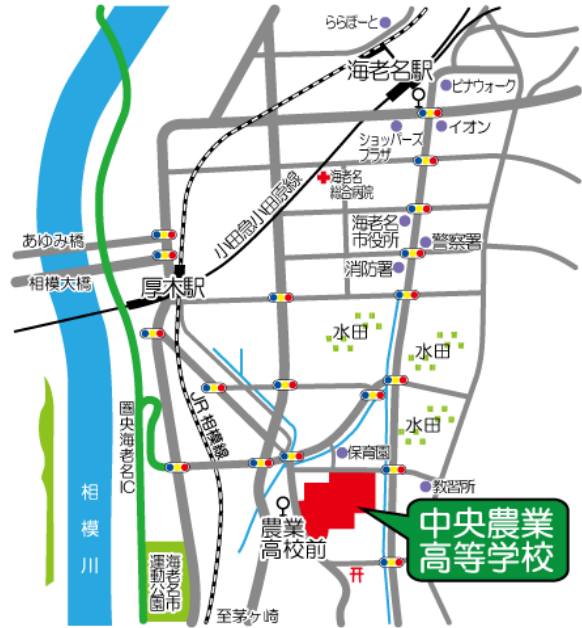 ららぽーと
海老名駅
ビナウォーク
ショッパーズ
プラザ
イオン
海老名
総合病院
小田急小田原線
海老名
市役所
警察署
消防署
あゆみ橋
相模大橋
厚木駅
水田
水田
水田
JR相模線
圏央海老名IC
保育園
教習所
相模川
農業
高校前
中央農業
高等学校
海老名市
運動公園
至茅ヶ崎